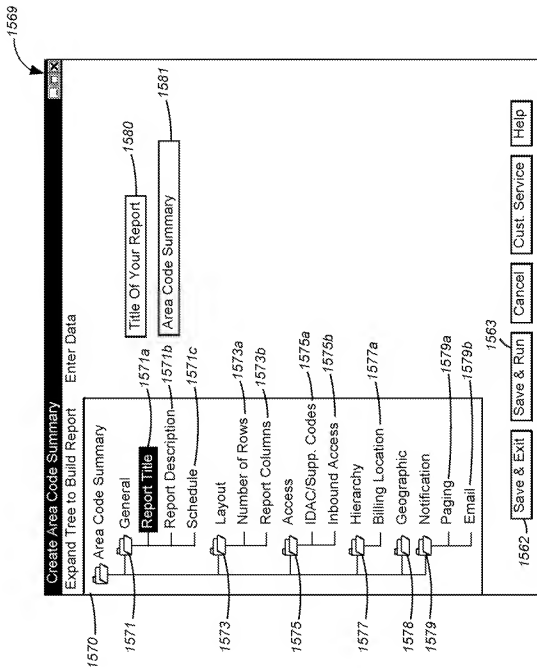 1569
Create Area Code Summary
Expand Tree to Build Report Enter Data
1570
Area Code Summary
1571
General
Report Title
1571a
Report Description
1571b
Schedule
1571c
Title Of Your Report
1580
Area Code Summary
1581
1573
Layout
Number of Rows
1573a
Report Columns
1573b
1575
Access
IDAC/Supp. Codes
1575a
Inbound Access
1575b
1577
Hierarchy
Billing Location
1577a
1578
Geographic
1579
Notification
Paging
1579a
Email
1579b
1562
Save & Exit
Save & Run
1563
Cancel
Cust. Service
Help